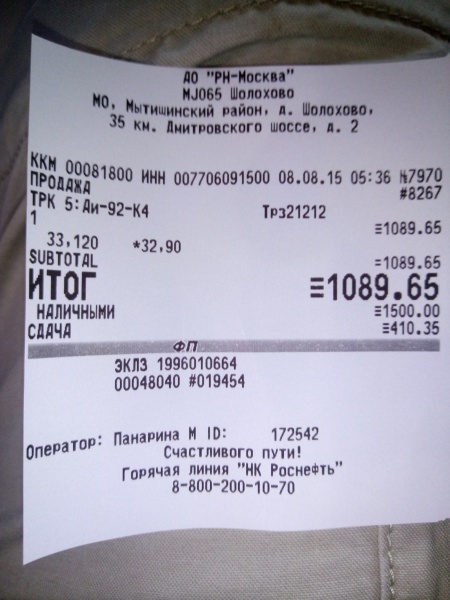 АО "РН-Москва"
MJ065 Шолохово
МО, Мытищинский район, д. Шолохово,
35 км. Дмитровского шоссе, д. 2
ККМ 00081800 ИНН 007706091500 08.08.15 05:36 №7970
ПРОДАЖА #8267
ТРК 5:Аи-92-К4 Трз21212
1 ≡1089.65
33,120 *32,90
SUBTOTAL ≡1089.65
ИТОГ ≡1089.65
НАЛИЧНЫМИ ≡1500.00
СДАЧА ≡410.35
ФП
ЭКЛЗ 1996010664
00048040 #019454
Оператор: Панарина М ID: 172542
Счастливого пути!
Горячая линия "НК Роснефть"
8-800-200-10-70